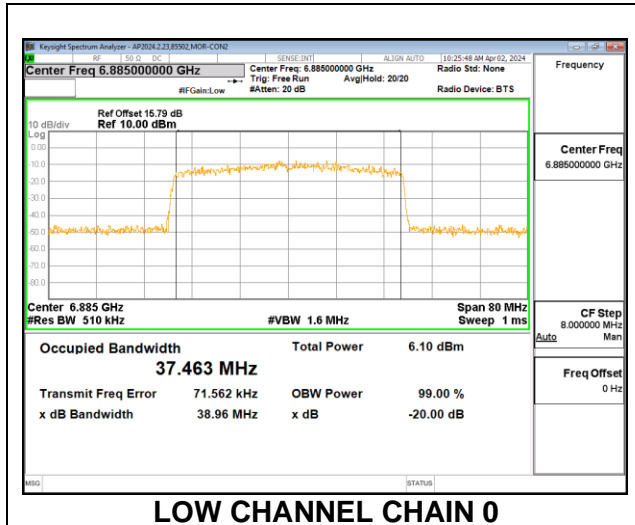 Keysight Spectrum Analyzer - AP2024.2.23,85502,MOR-CON2
RF 50 Ω DC SENSE:INT ALIGN AUTO 10:25:48 AM Apr 02, 2024
Center Freq 6.885000000 GHz
Center Freq: 6.885000000 GHz Radio Std: None
Trig: Free Run Avg|Hold: 20/20
#IFGain:Low #Atten: 20 dB Radio Device: BTS
Frequency
Ref Offset 15.79 dB
10 dB/div Ref 10.00 dBm
Log
0.00
-10.0
-20.0
-30.0
-40.0
-50.0
-60.0
-70.0
-80.0
Center 6.885 GHz Span 80 MHz
#Res BW 510 kHz #VBW 1.6 MHz Sweep 1 ms
Occupied Bandwidth Total Power 6.10 dBm
37.463 MHz
Transmit Freq Error 71.562 kHz OBW Power 99.00 %
x dB Bandwidth 38.96 MHz x dB -20.00 dB
Center Freq
6.885000000 GHz
CF Step
8.000000 MHz
Auto Man
Freq Offset
0 Hz
MSG STATUS
LOW CHANNEL CHAIN 0